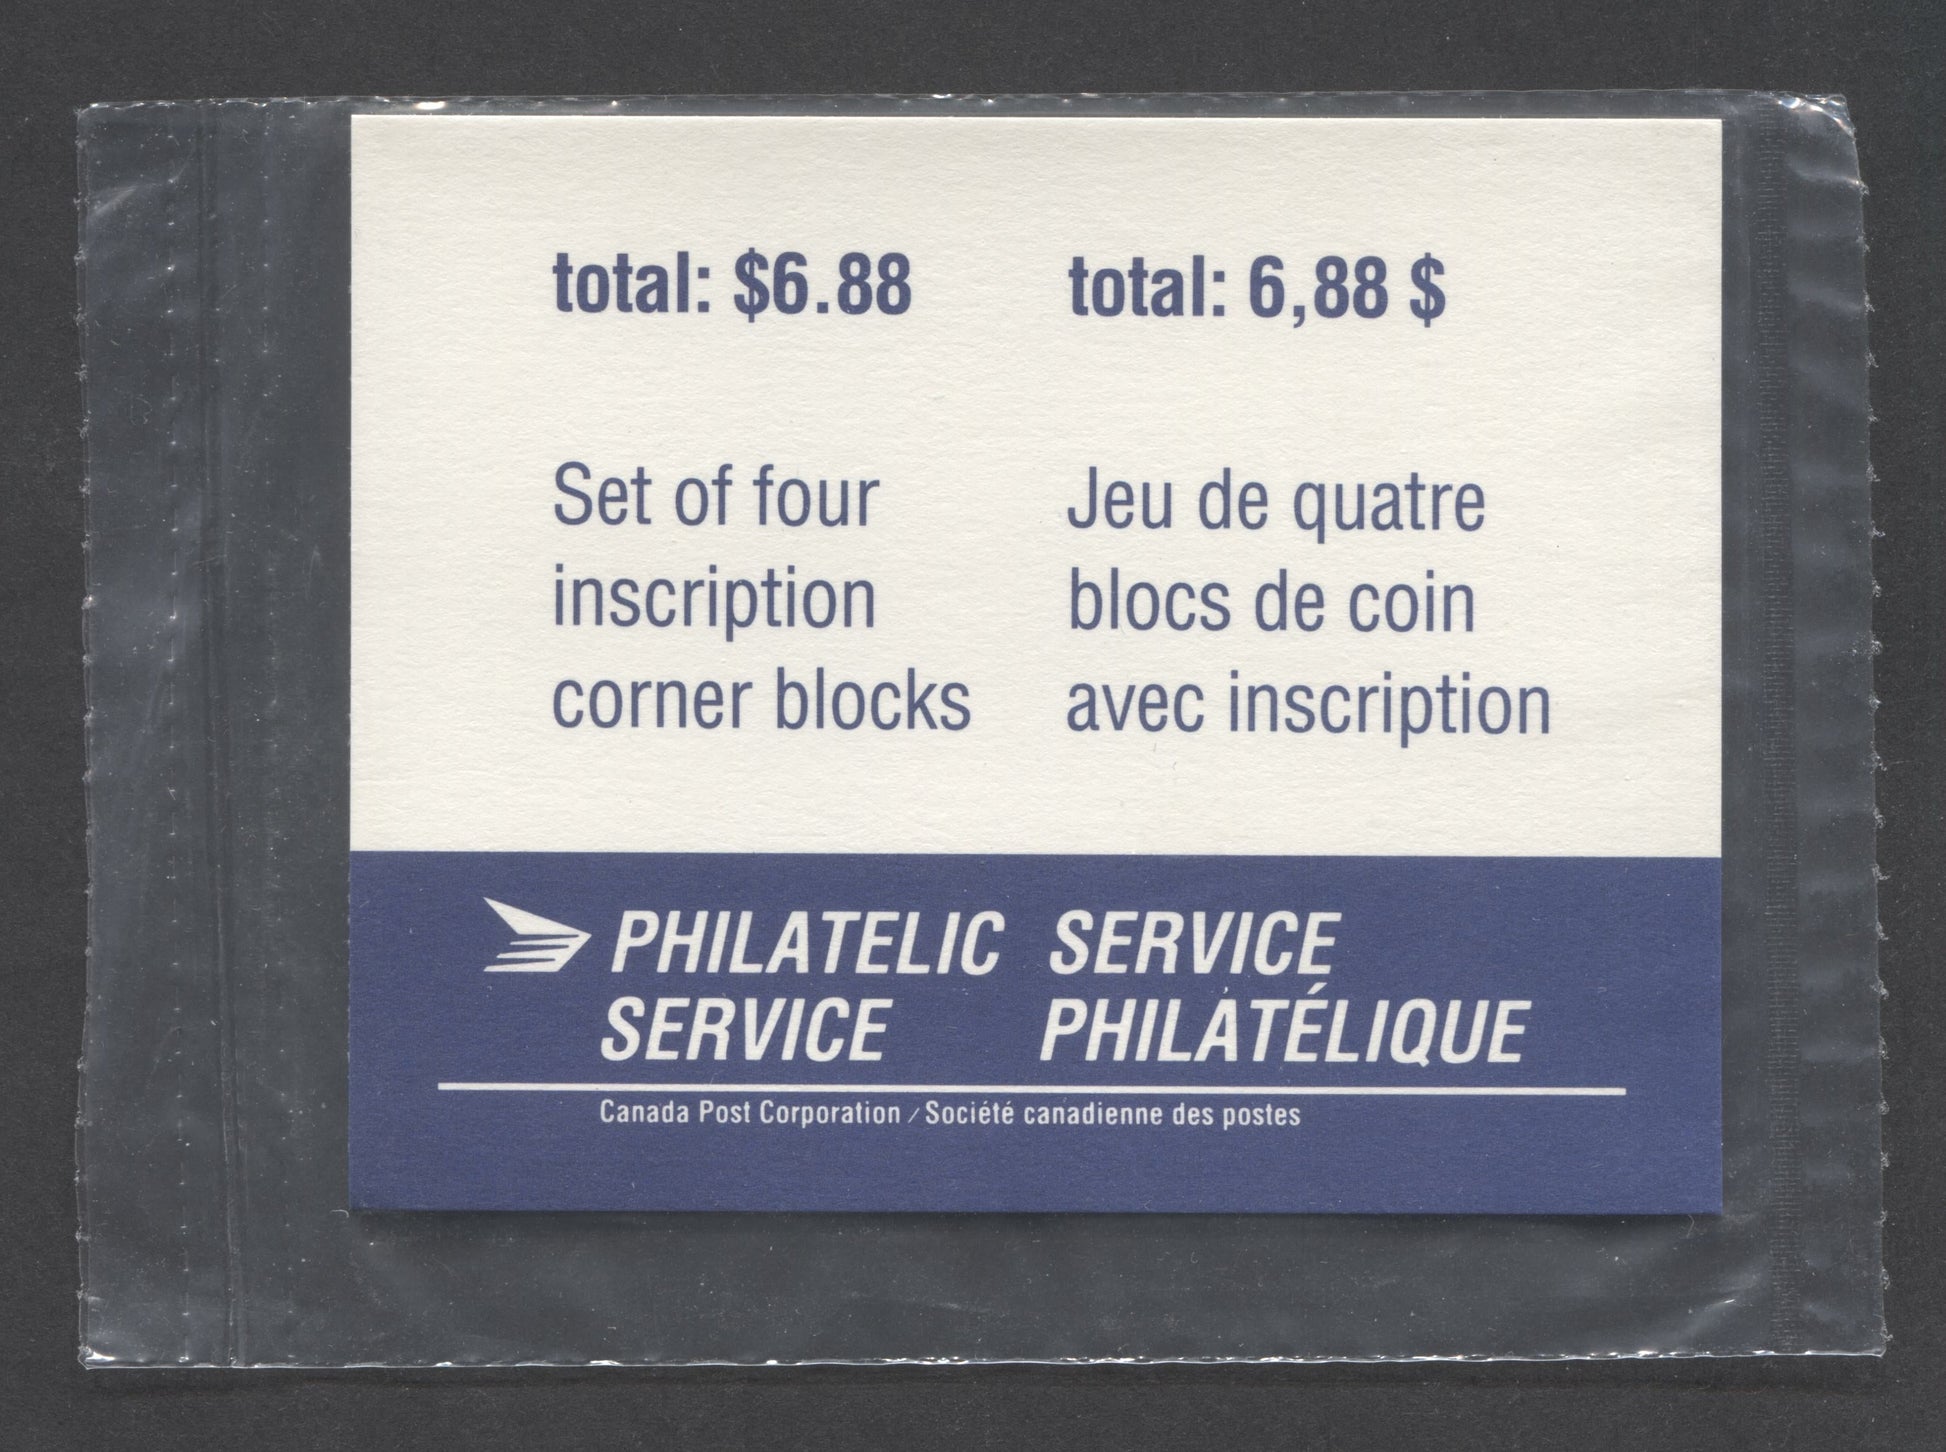 total: $6.88
total: 6,88 $
Set of four
inscription
corner blocks
Jeu de quatre
blocs de coin
avec inscription
PHILATELIC
SERVICE
SERVICE
PHILATÉLIQUE
Canada Post Corporation / Société canadienne des postes